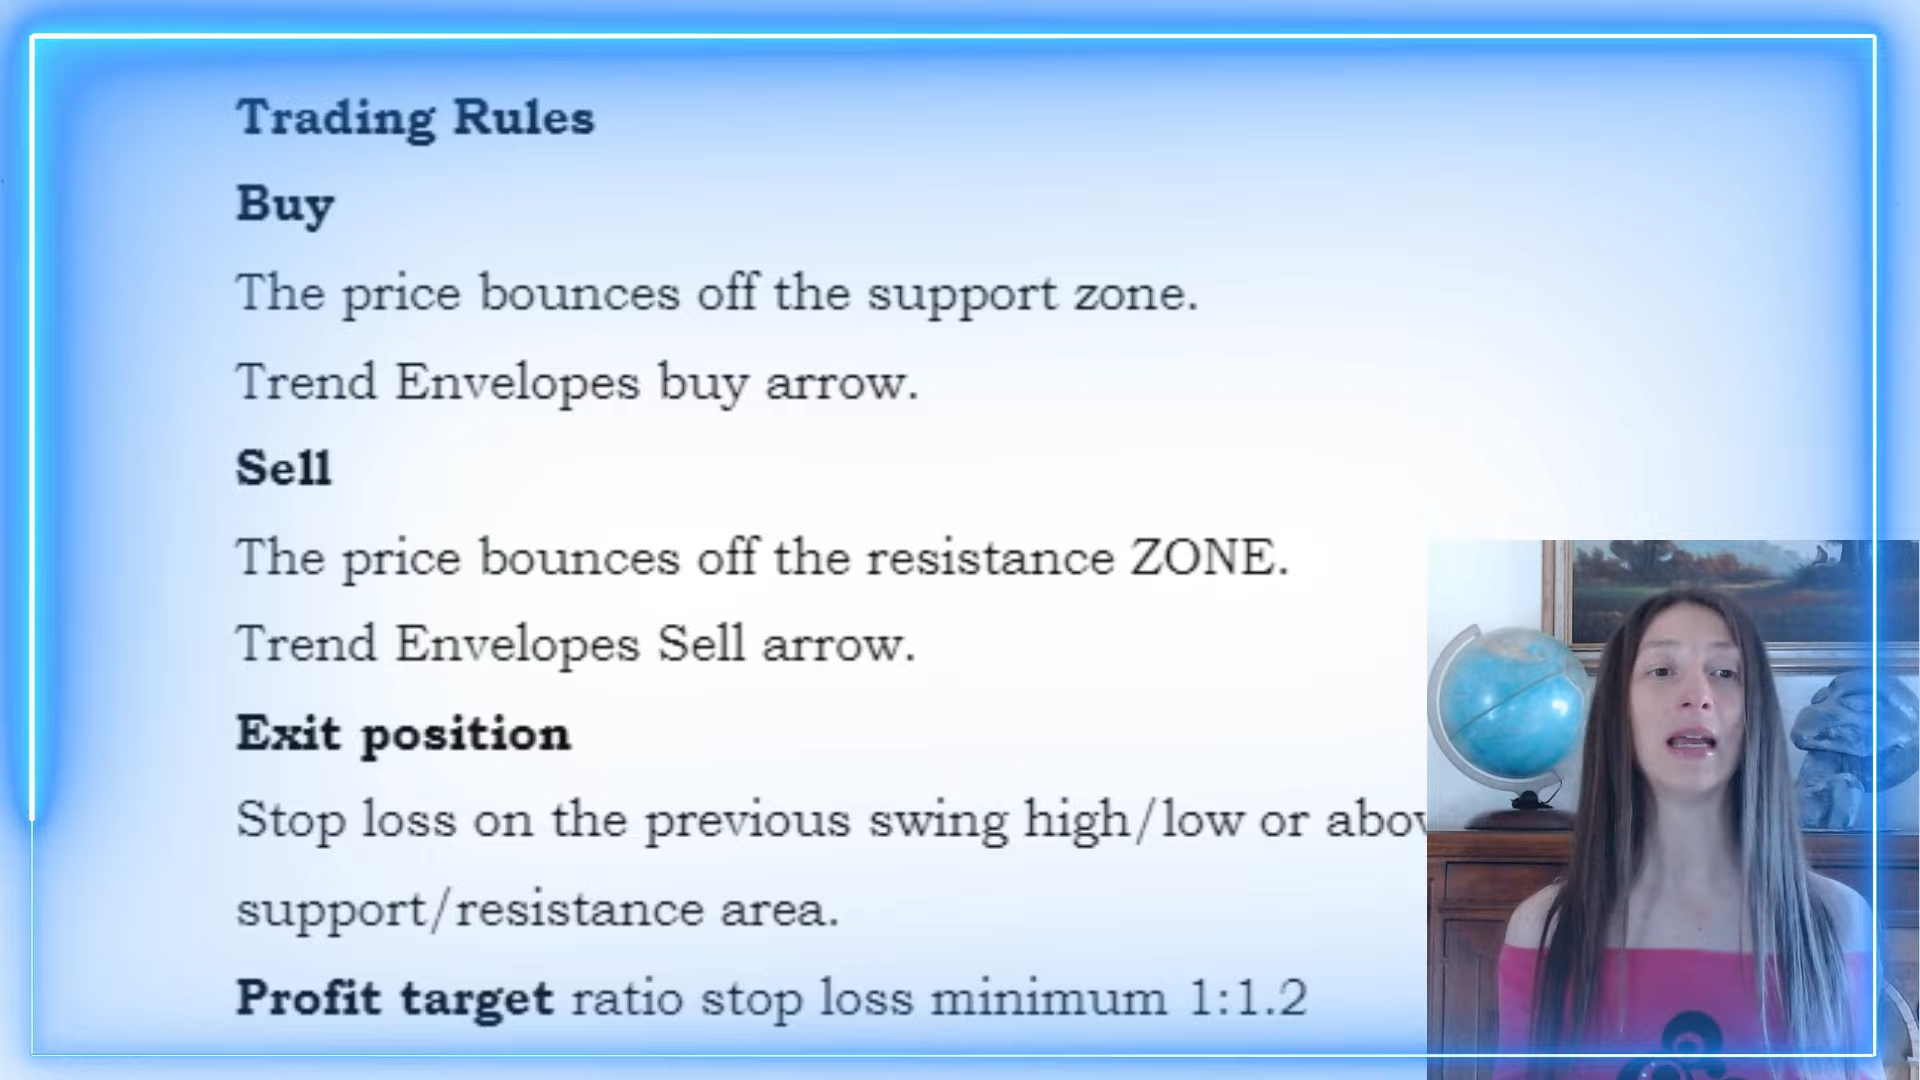 Trading Rules
Buy
The price bounces off the support zone.
Trend Envelopes buy arrow.
Sell
The price bounces off the resistance ZONE.
Trend Envelopes Sell arrow.
Exit position
Stop loss on the previous swing high/low or
support/resistance area.
Profit target ratio stop loss minimum 1:1.2